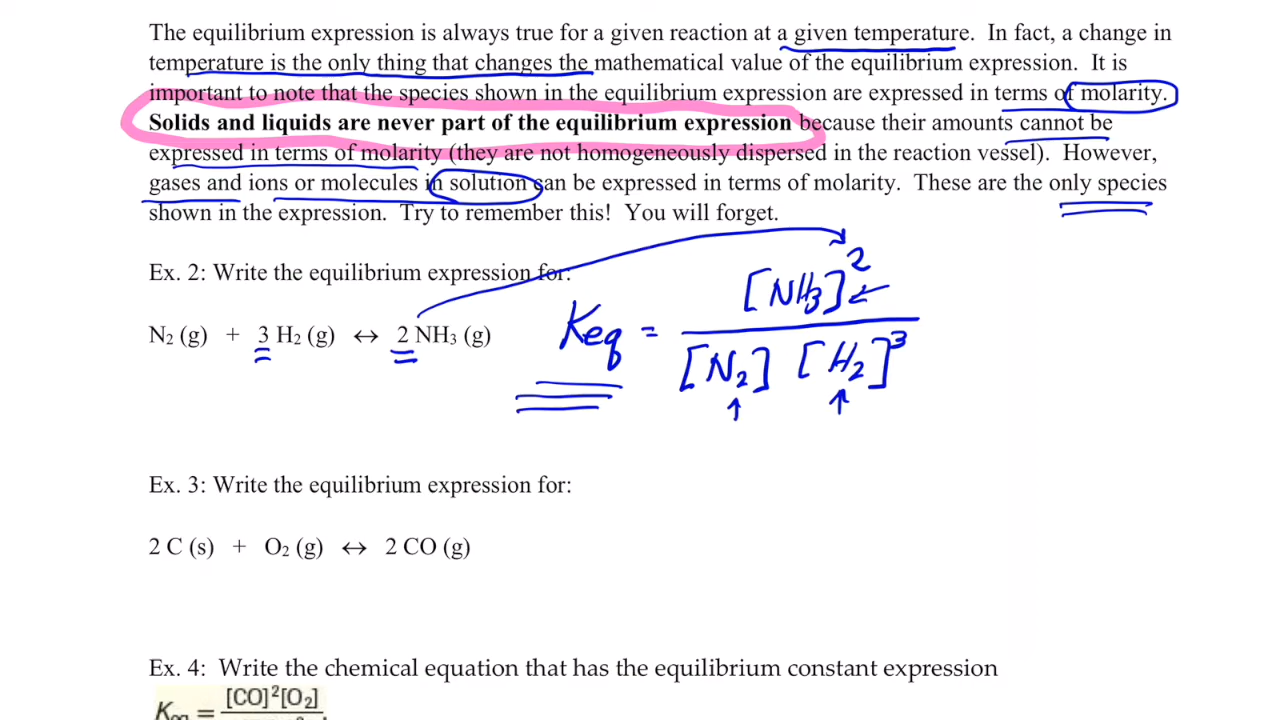 The equilibrium expression is always true for a given reaction at a given temperature. In fact, a change in
temperature is the only thing that changes the mathematical value of the equilibrium expression. It is
important to note that the species shown in the equilibrium expression are expressed in terms of molarity.
Solids and liquids are never part of the equilibrium expression because their amounts cannot be
expressed in terms of molarity (they are not homogeneously dispersed in the reaction vessel). However,
gases and ions or molecules in solution can be expressed in terms of molarity. These are the only species
shown in the expression. Try to remember this! You will forget.
Ex. 2: Write the equilibrium expression for:
N₂ (g) + 3 H₂ (g) ↔ 2 NH₃ (g)
Keq = [NH₃]² / [N₂] [H₂]³
Ex. 3: Write the equilibrium expression for:
2 C (s) + O₂ (g) ↔ 2 CO (g)
Ex. 4: Write the chemical equation that has the equilibrium constant expression
[CO]²[O₂]